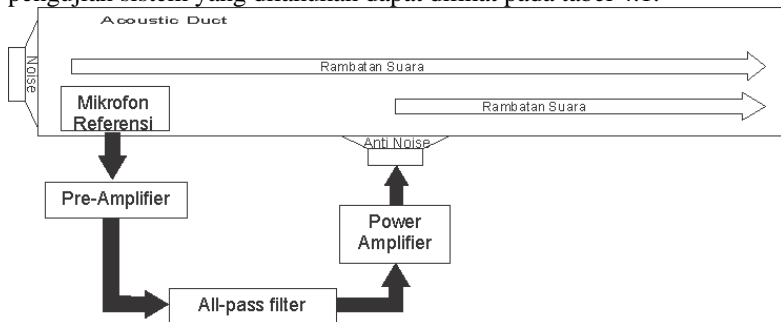 pengujian sistem yang dilakukan dapat dilihat pada tabel 4.1.
Acoustic Duct
Noise
Rambatan Suara
Mikrofon
Referensi
Rambatan Suara
Anti Noise
Pre-Amplifier
Power
Amplifier
All-pass filter